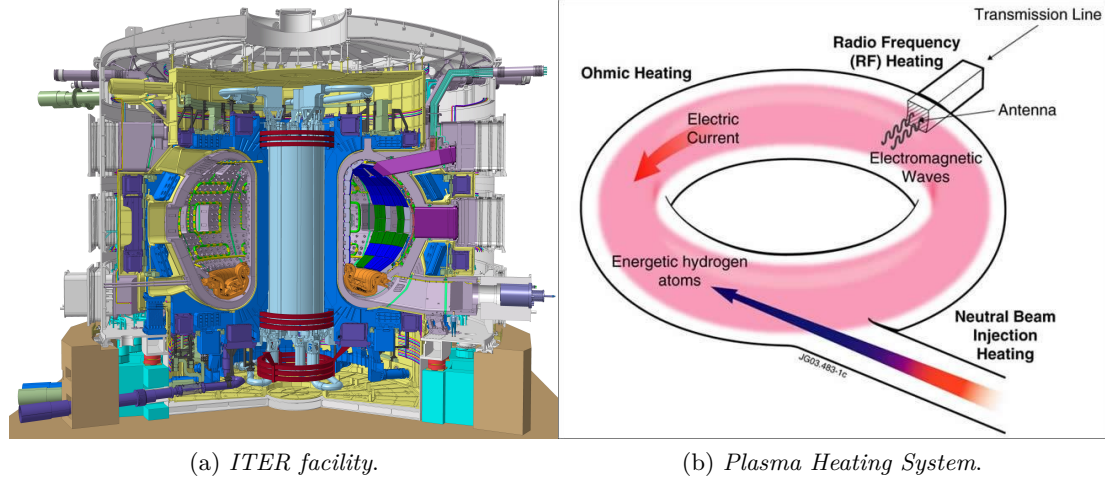 Transmission Line
Radio Frequency
(RF) Heating
Ohmic Heating
Antenna
Electric
Current
Electromagnetic
Waves
Energetic hydrogen
atoms
Neutral Beam
Injection
Heating
JG03.483-1c
(a) ITER facility.
(b) Plasma Heating System.